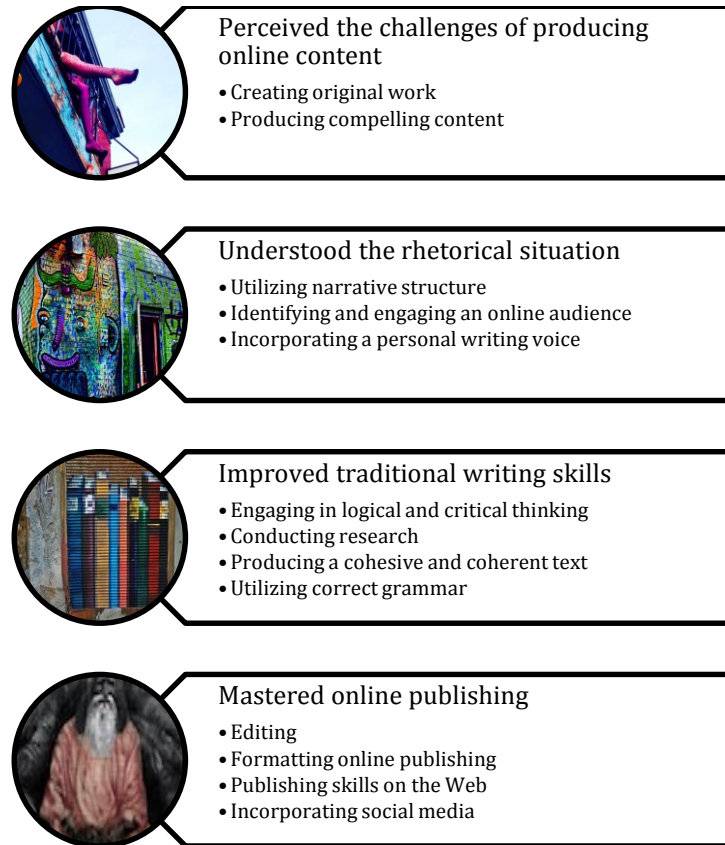 Perceived the challenges of producing
online content
• Creating original work
• Producing compelling content
Understood the rhetorical situation
• Utilizing narrative structure
• Identifying and engaging an online audience
• Incorporating a personal writing voice
Improved traditional writing skills
• Engaging in logical and critical thinking
• Conducting research
• Producing a cohesive and coherent text
• Utilizing correct grammar
Mastered online publishing
• Editing
• Formatting online publishing
• Publishing skills on the Web
• Incorporating social media